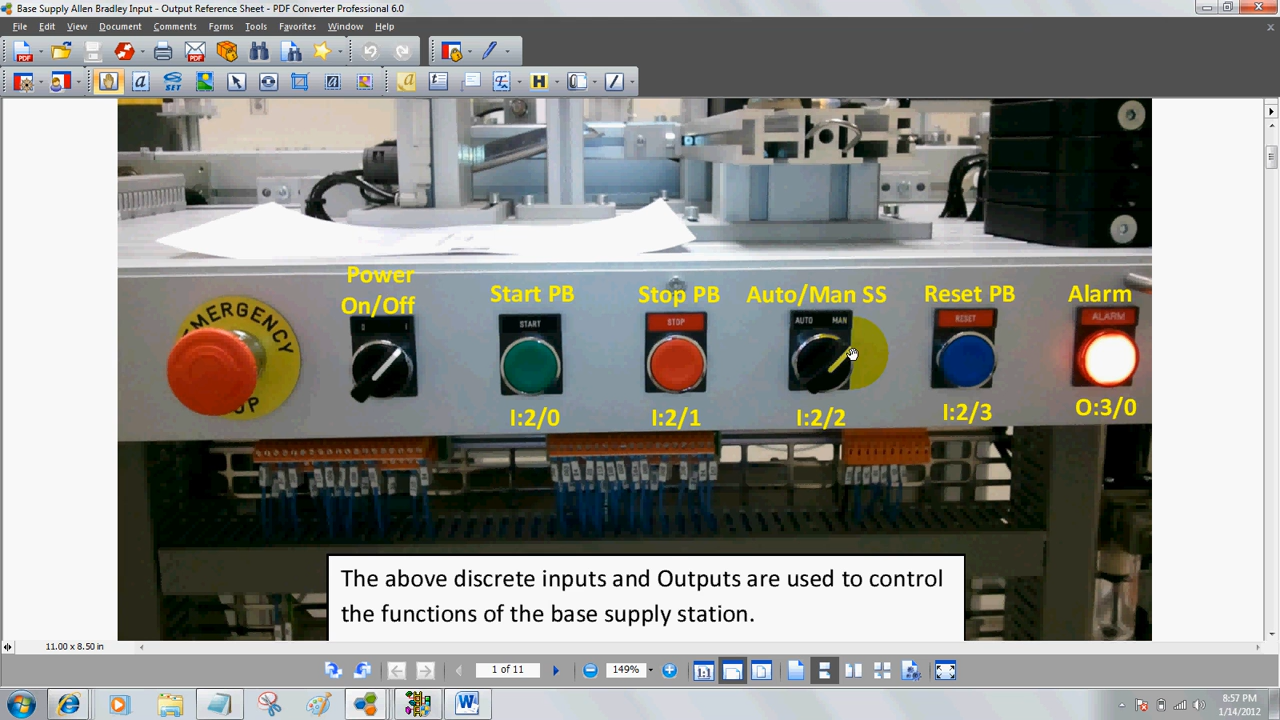 Base Supply Allen Bradley Input - Output Reference Sheet - PDF Converter Professional 6.0
File Edit View Document Comments Forms Tools Favorites Window Help
Power
On/Off
Start PB
Stop PB
Auto/Man SS
Reset PB
Alarm
EMERGENCY
0 I
START
STOP
AUTO MAN
RESET
ALARM
I:2/0
I:2/1
I:2/2
I:2/3
O:3/0
The above discrete inputs and Outputs are used to control
the functions of the base supply station.
11.00 x 8.50 in
1 of 11
149%
8:57 PM
1/14/2012